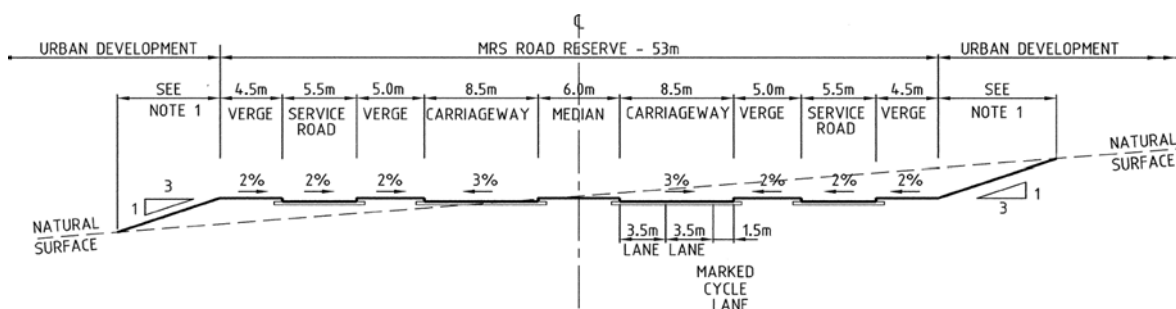 ℄
URBAN DEVELOPMENT MRS ROAD RESERVE - 53m URBAN DEVELOPMENT
SEE 4.5m 5.5m 5.0m 8.5m 6.0m 8.5m 5.0m 5.5m 4.5m SEE
NOTE 1 VERGE SERVICE VERGE CARRIAGEWAY MEDIAN CARRIAGEWAY VERGE SERVICE VERGE NOTE 1
ROAD ROAD
NATURAL
SURFACE
3 2% 2% 2% 3% 3% 2% 2% 2%
1 1
3
NATURAL
SURFACE
3.5m 3.5m 1.5m
LANE LANE
MARKED
CYCLE
LANE